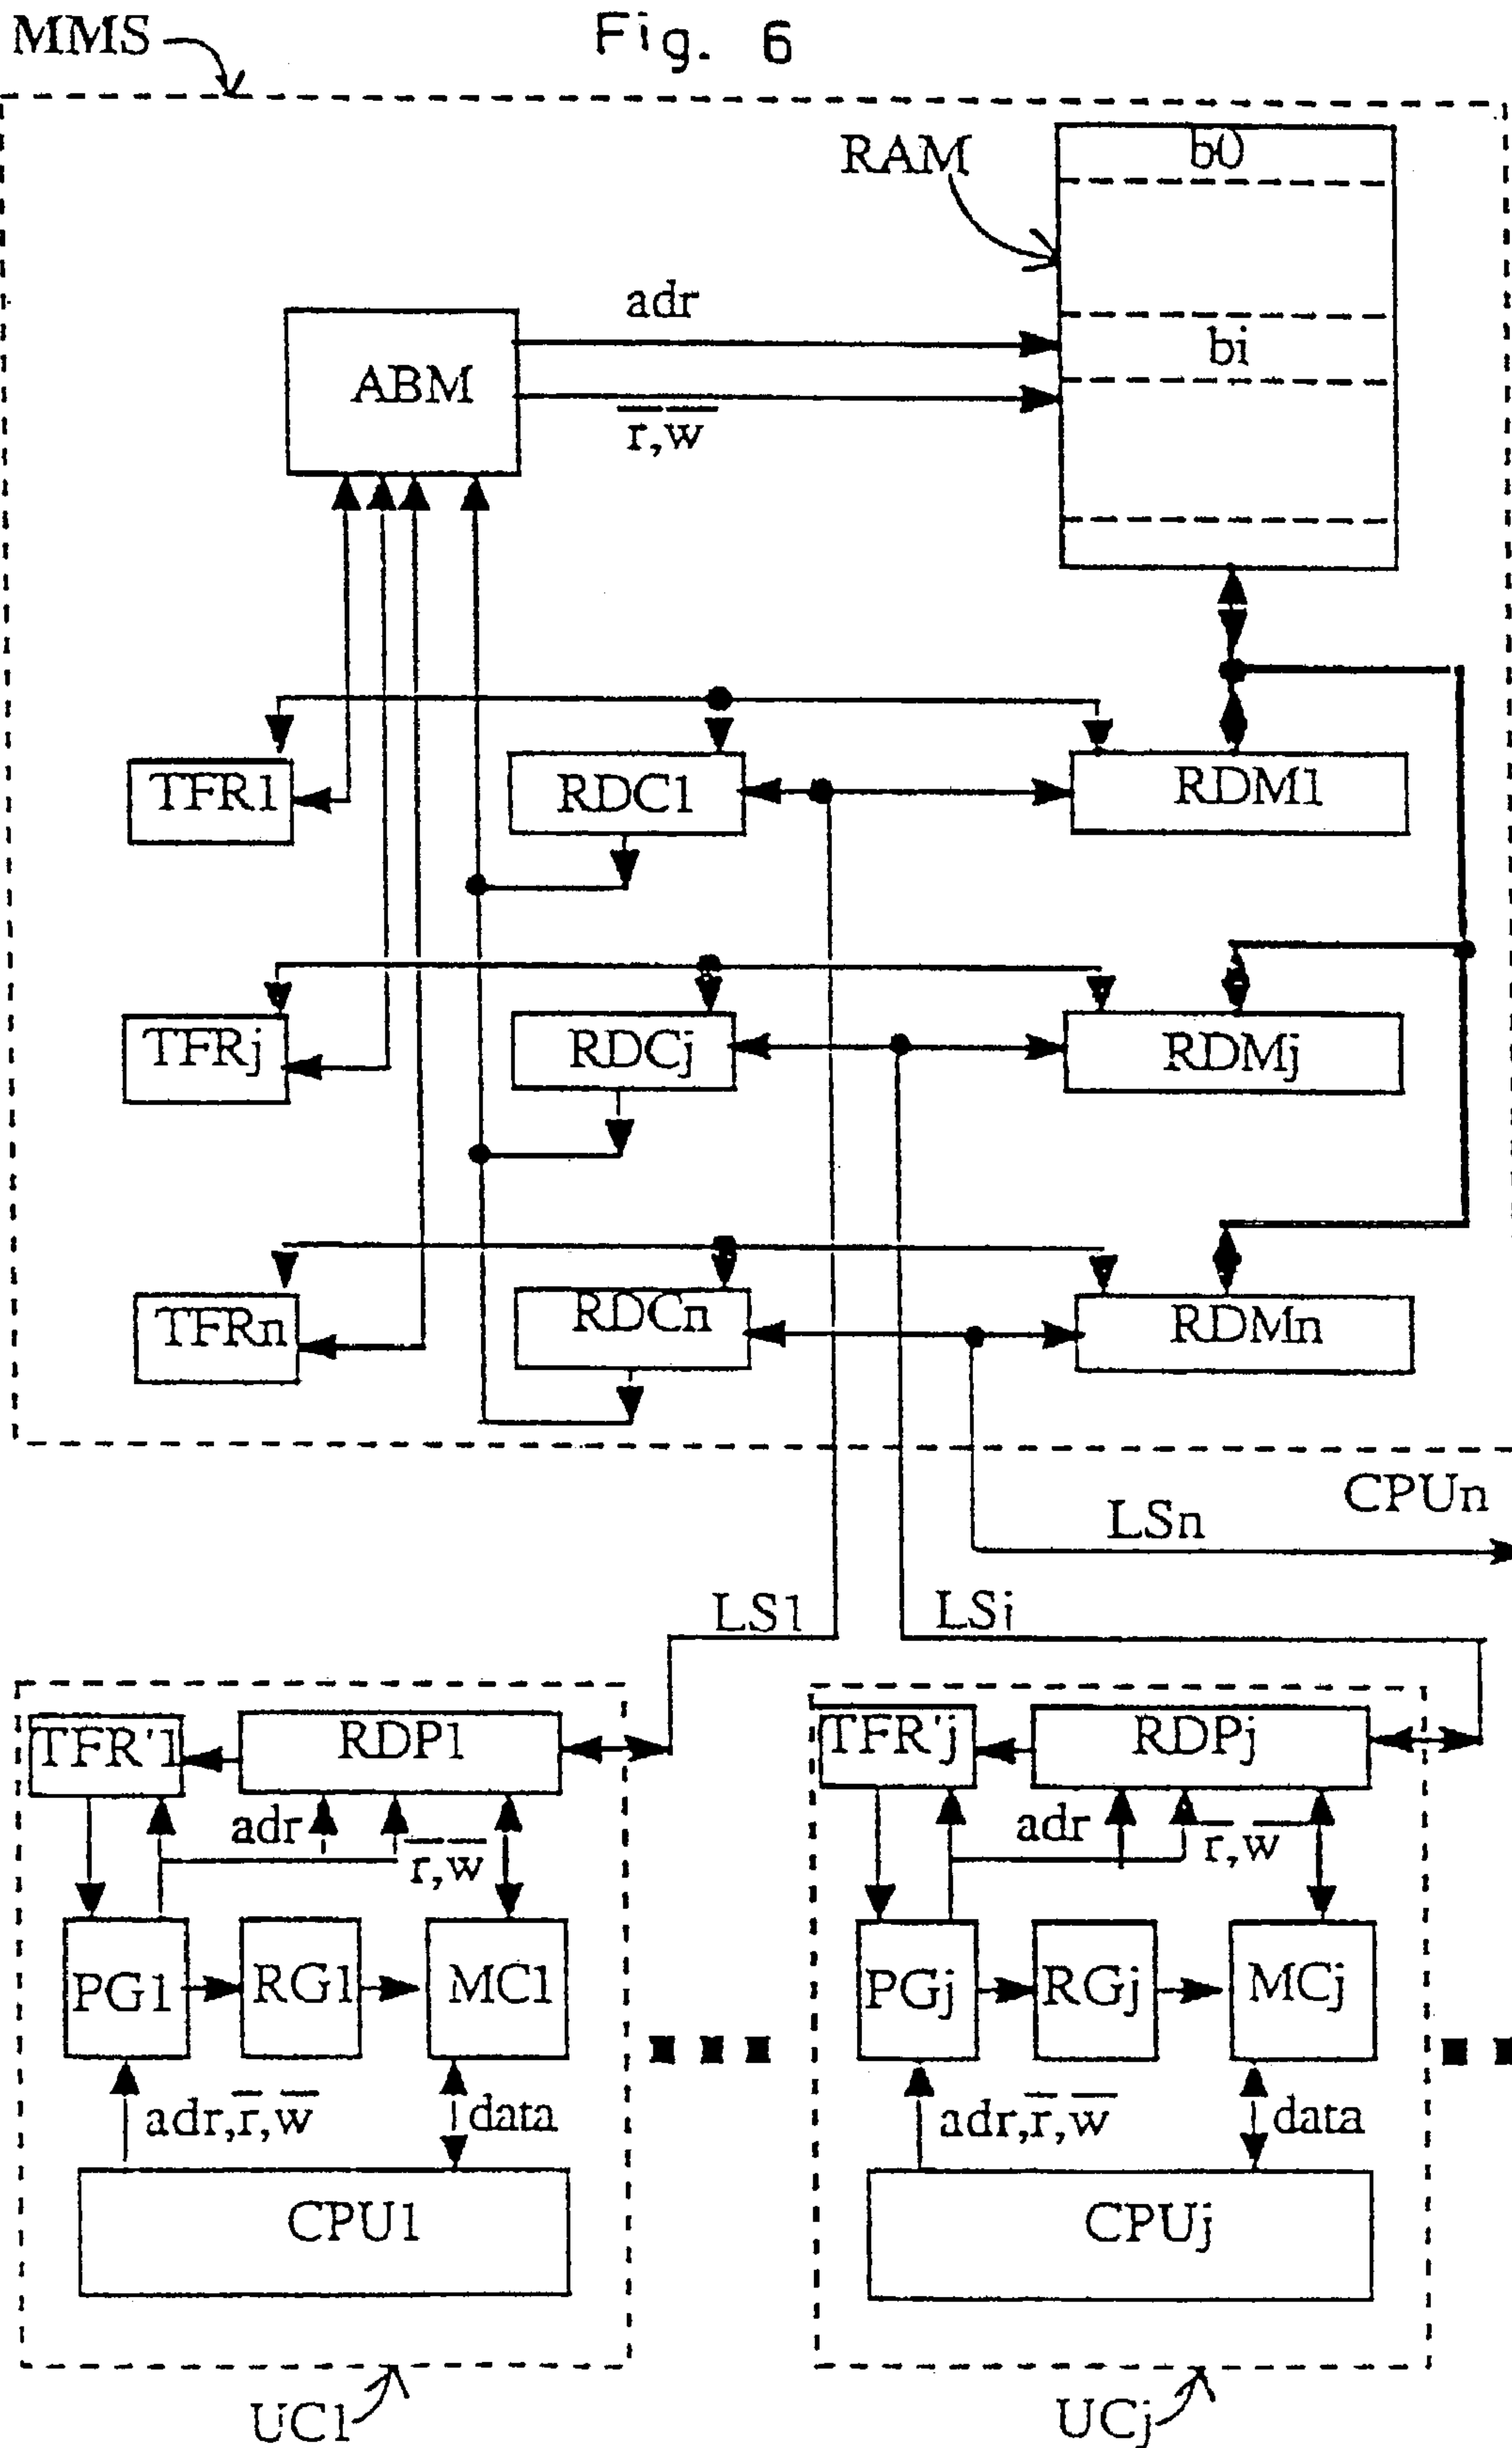 MMS
Fig. 6
RAM
b0
adr
ABM
bi
r̅,w̅
TFR1
RDC1
RDM1
TFRj
RDCj
RDMj
TFRn
RDCn
RDMn
CPUn
LSn
LS1
LSi
TFR'1
RDP1
TFR'j
RDPj
adr
r̅,w̅
adr
r̅,w̅
PG1
RG1
MC1
PGj
RGj
MCj
adr,r̅,w̅
data
adr,r̅,w̅
data
CPU1
CPUj
UC1
UCj